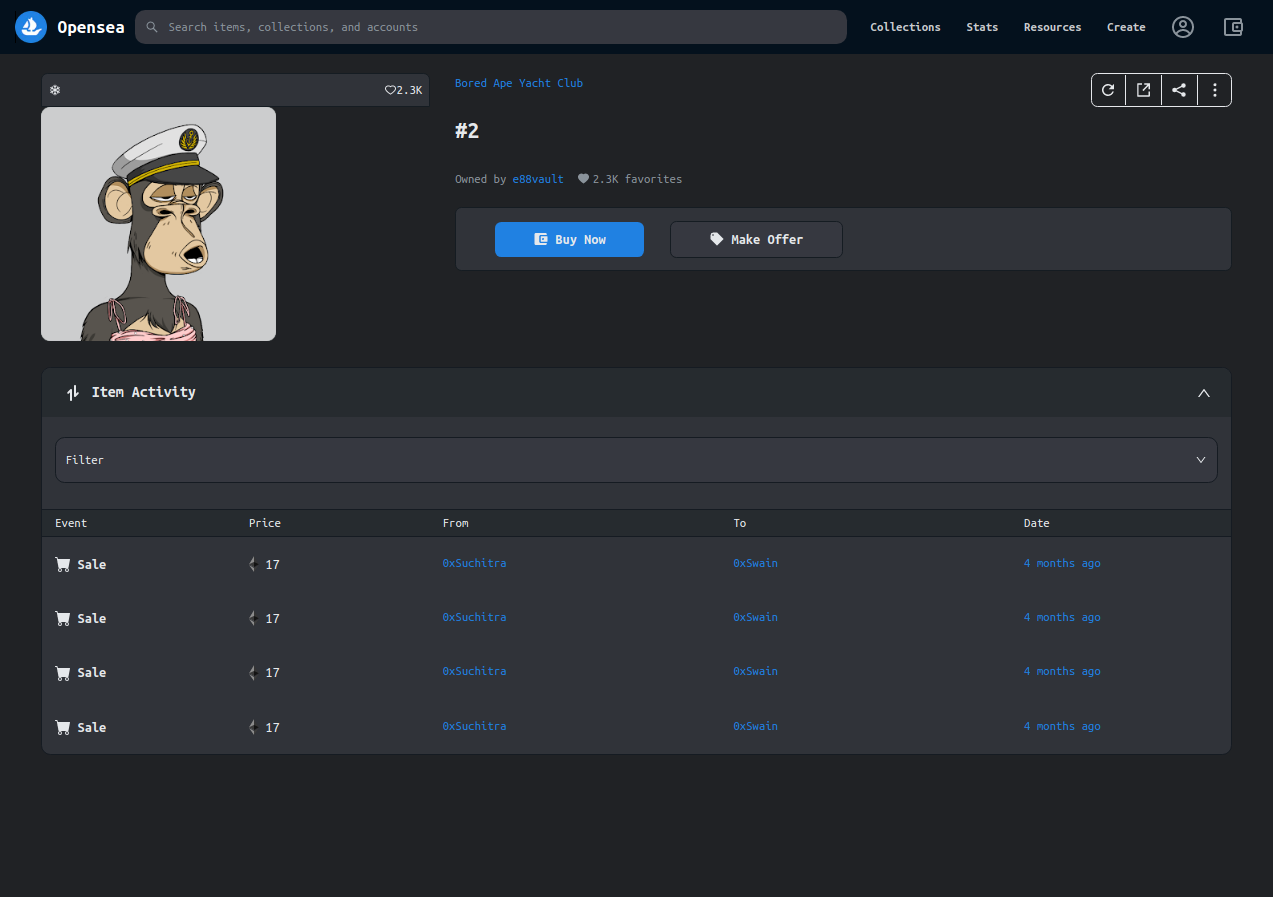 Opensea
Search items, collections, and accounts
Collections Stats Resources Create
2.3K
Bored Ape Yacht Club
#2
Owned by e88vault 2.3K favorites
Buy Now Make Offer
Item Activity
Filter
Event Price From To Date
Sale 17 0xSuchitra 0xSwain 4 months ago
Sale 17 0xSuchitra 0xSwain 4 months ago
Sale 17 0xSuchitra 0xSwain 4 months ago
Sale 17 0xSuchitra 0xSwain 4 months ago